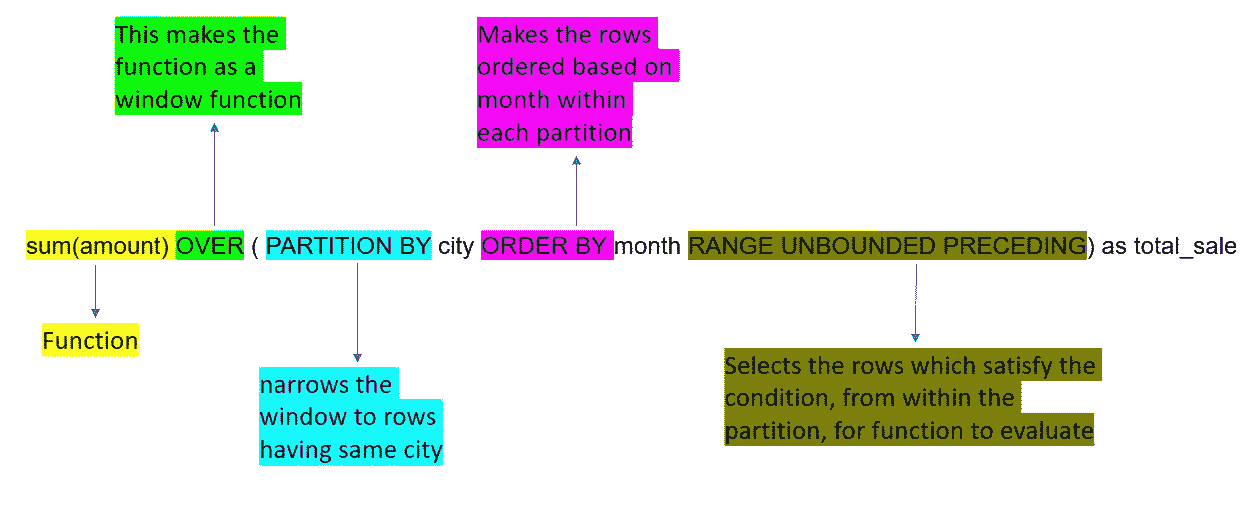 This makes the
function as a
window function
Makes the rows
ordered based on
month within
each partition
sum(amount) OVER ( PARTITION BY city ORDER BY month RANGE UNBOUNDED PRECEDING) as total_sale
Function
narrows the
window to rows
having same city
Selects the rows which satisfy the
condition, from within the
partition, for function to evaluate